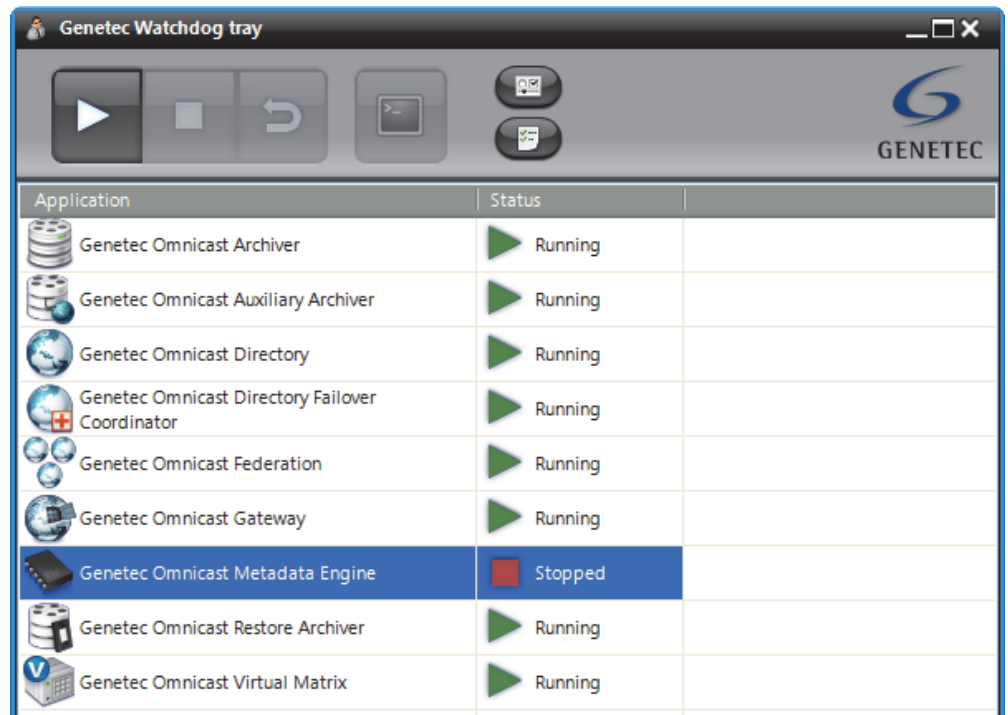 Genetec Watchdog tray
GENETEC
Application Status
Genetec Omnicast Archiver Running
Genetec Omnicast Auxiliary Archiver Running
Genetec Omnicast Directory Running
Genetec Omnicast Directory Failover
Coordinator Running
Genetec Omnicast Federation Running
Genetec Omnicast Gateway Running
Genetec Omnicast Metadata Engine Stopped
Genetec Omnicast Restore Archiver Running
V
Genetec Omnicast Virtual Matrix Running